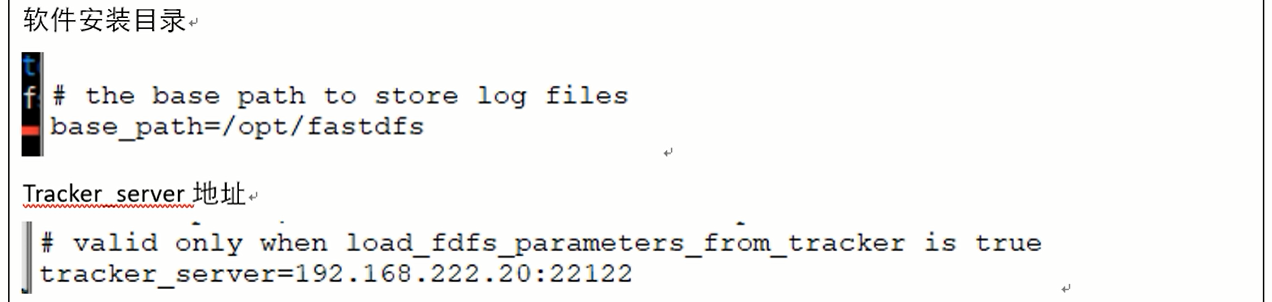 软件安装目录
# the base path to store log files
base_path=/opt/fastdfs
Tracker_server 地址
# valid only when load_fdfs_parameters_from_tracker is true
tracker_server=192.168.222.20:22122